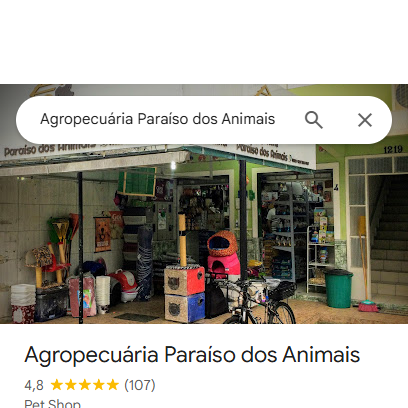 Agropecuária Paraíso dos Animais
Paraíso dos Animais
Paraíso dos Animais
1219
Agropecuária Paraíso dos Animais
4,8 (107)
Pet Shop